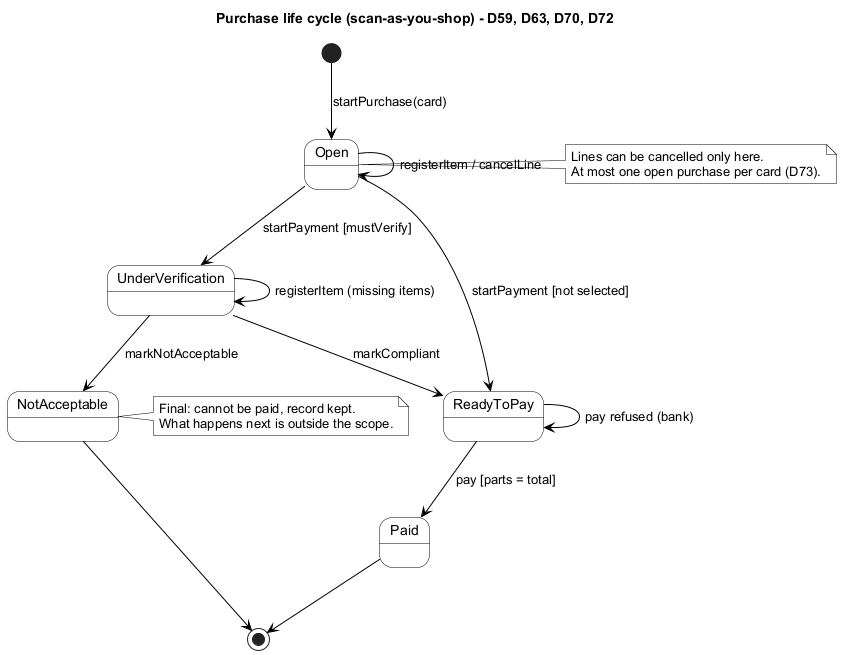 Purchase life cycle (scan-as-you-shop) - D59, D63, D70, D72
startPurchase(card)
Open
registerItem / cancelLine
Lines can be cancelled only here.
At most one open purchase per card (D73).
startPayment [mustVerify]
UnderVerification
registerItem (missing items)
startPayment [not selected]
markNotAcceptable
markCompliant
NotAcceptable
Final: cannot be paid, record kept.
What happens next is outside the scope.
ReadyToPay
pay refused (bank)
pay [parts = total]
Paid